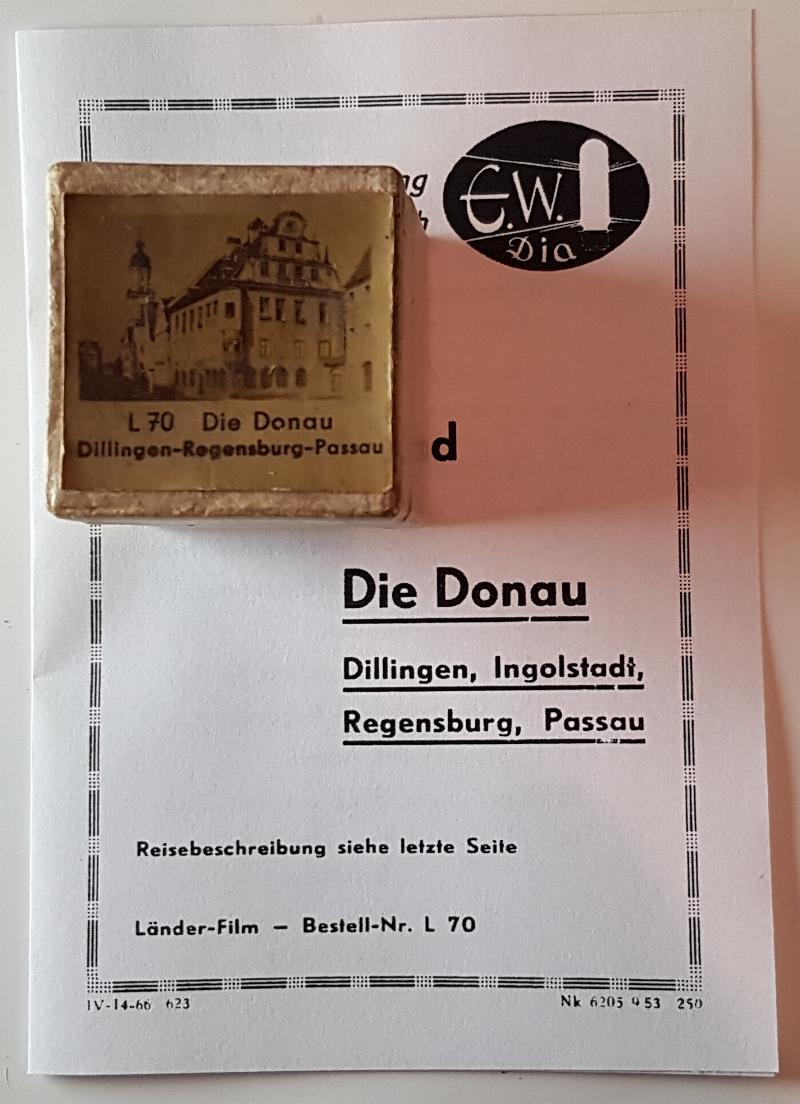 E.W.
Dia
L 70 Die Donau
Dillingen-Regensburg-Passau
d
Die Donau
Dillingen, Ingolstadt,
Regensburg, Passau
Reisebeschreibung siehe letzte Seite
Länder-Film – Bestell-Nr. L 70
IV-14-66 623
Nk 6205 9 53 250